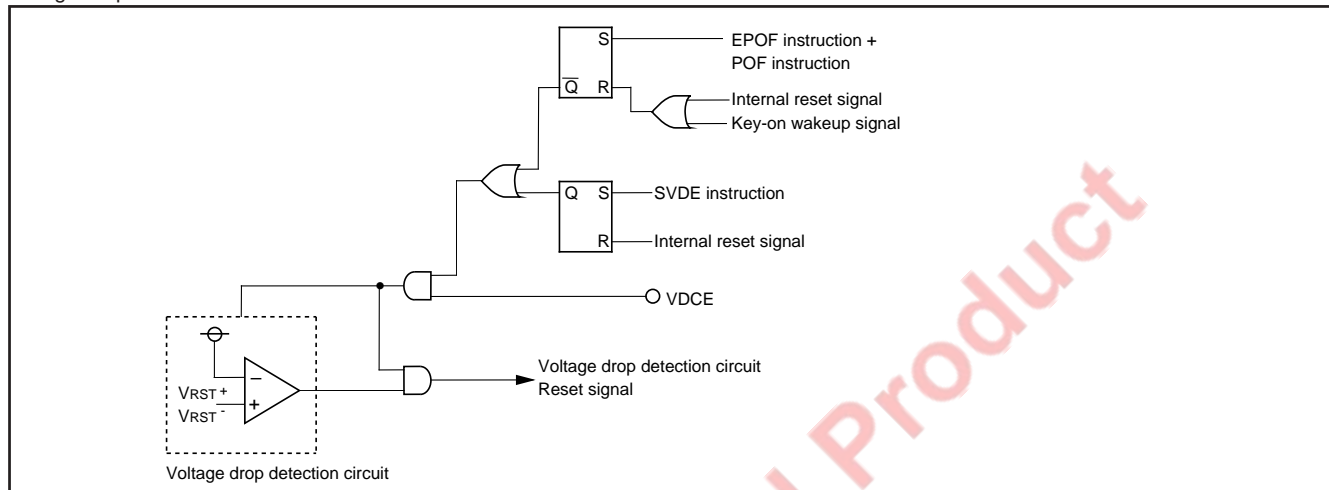 S
EPOF instruction +
POF instruction
Q
R
Internal reset signal
Key-on wakeup signal
Q
S
SVDE instruction
R
Internal reset signal
VDCE
−
VRST +
VRST -
+
Voltage drop detection circuit
Reset signal
Voltage drop detection circuit
Product